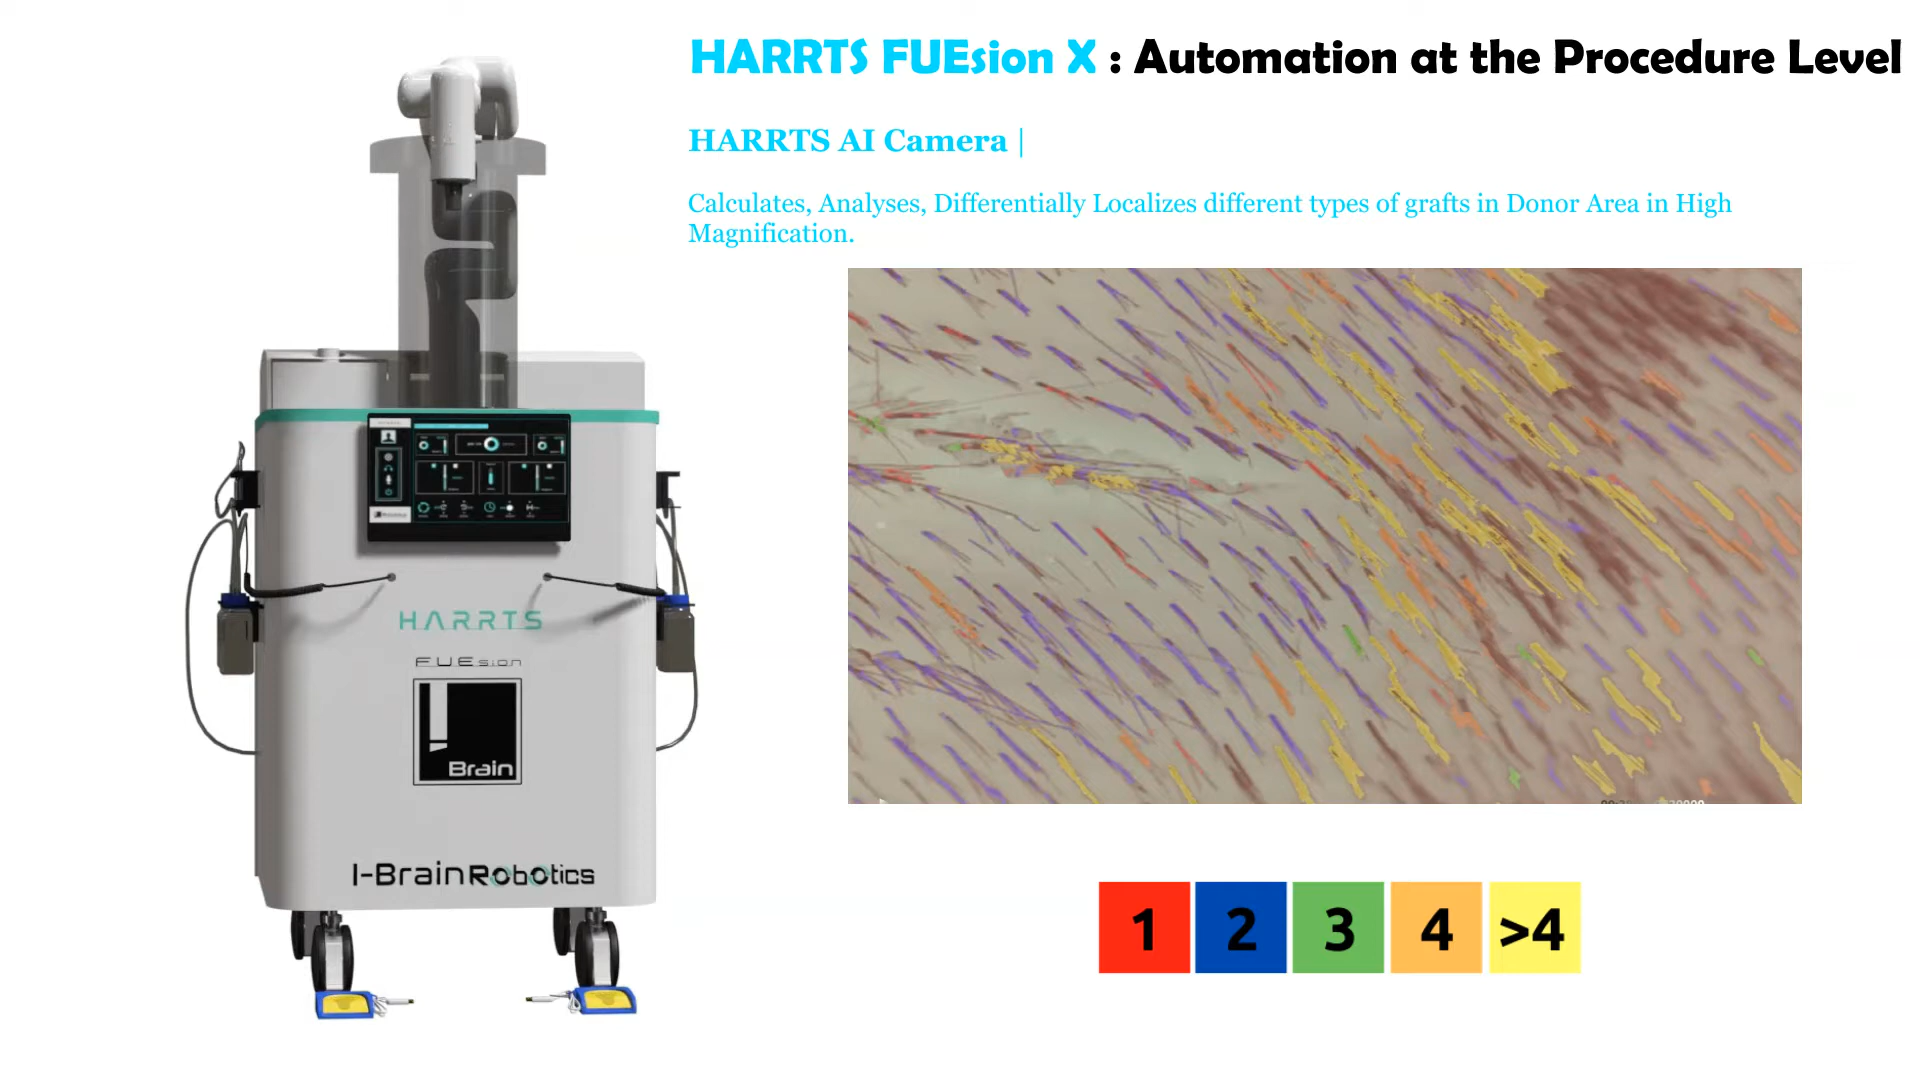 HARRTS FUEsion X : Automation at the Procedure Level
HARRTS AI Camera |
Calculates, Analyses, Differentially Localizes different types of grafts in Donor Area in High
Magnification.
HARRTS
FUEsion
Brain
I-BrainRobotics
1 2 3 4 >4